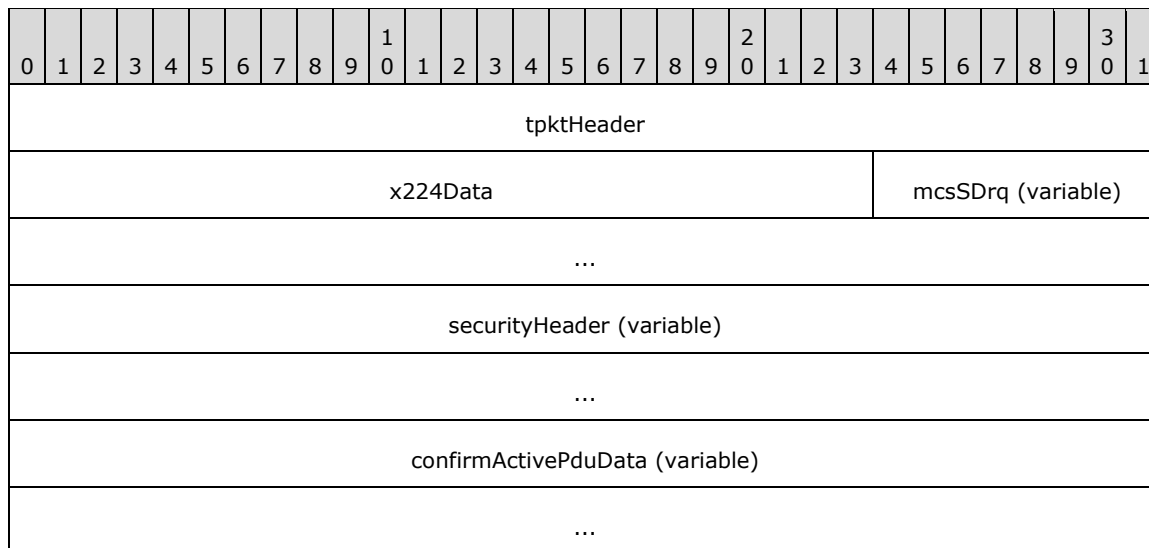 1 2 3
0 1 2 3 4 5 6 7 8 9 0 1 2 3 4 5 6 7 8 9 0 1 2 3 4 5 6 7 8 9 0 1
tpktHeader
x224Data mcsSDrq (variable)
...
securityHeader (variable)
...
confirmActivePduData (variable)
...